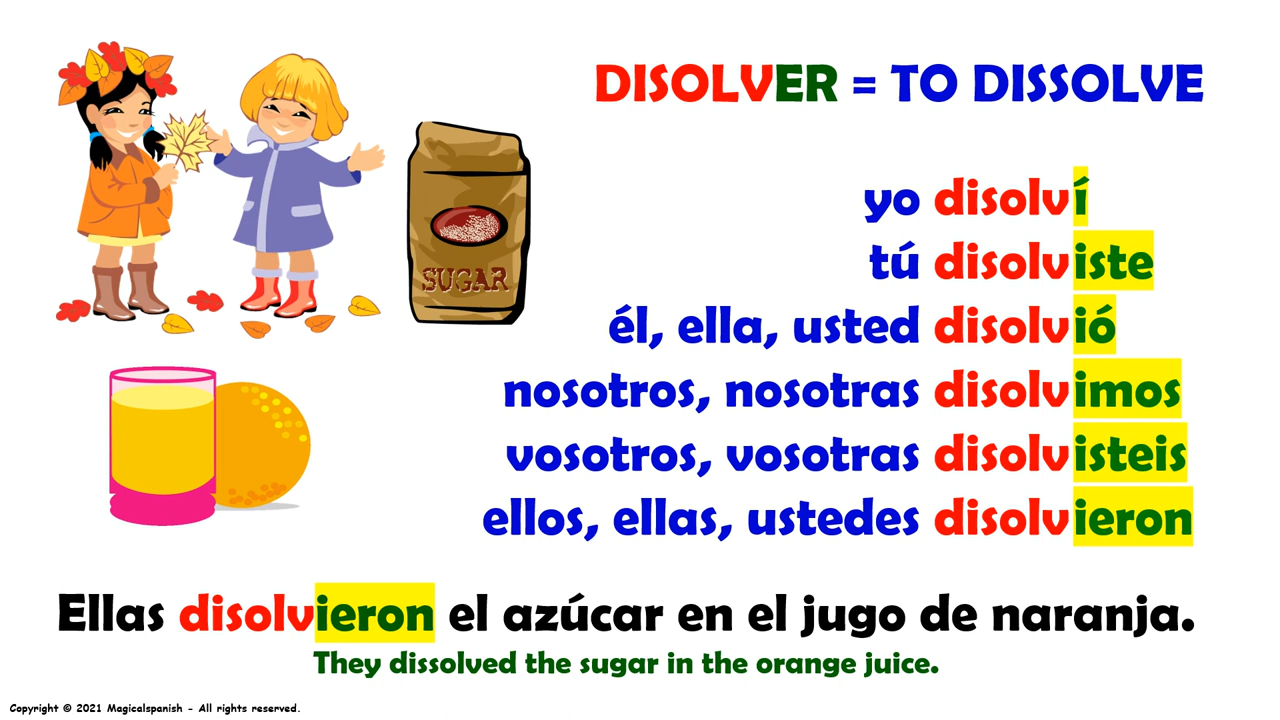 DISOLVER = TO DISSOLVE
yo disolví
tú disolviste
él, ella, usted disolvió
nosotros, nosotras disolvimos
vosotros, vosotras disolvisteis
ellos, ellas, ustedes disolvieron
SUGAR
Ellas disolvieron el azúcar en el jugo de naranja.
They dissolved the sugar in the orange juice.
Copyright © 2021 Magicalspanish - All rights reserved.